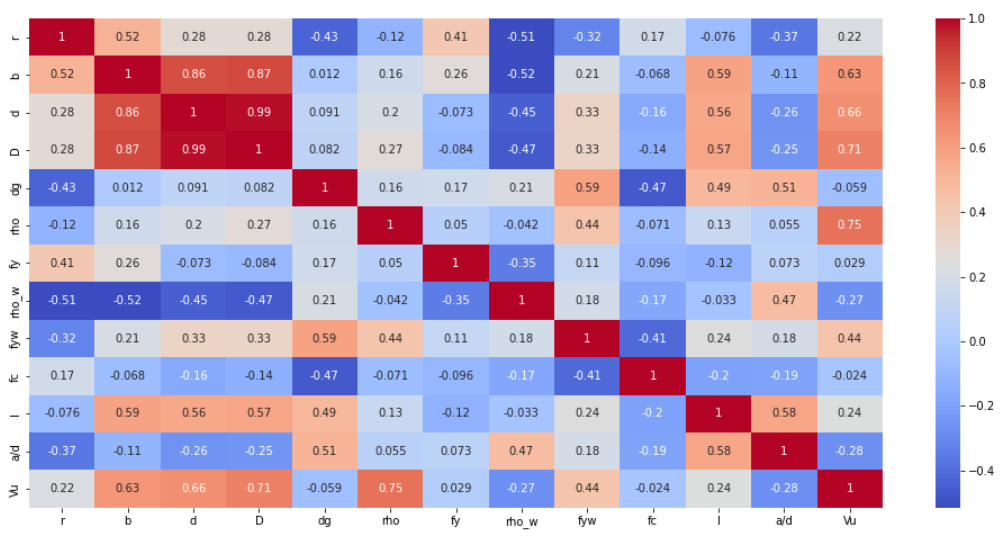 r 1 0.52 0.28 0.28 -0.43 -0.12 0.41 -0.51 -0.32 0.17 -0.076 -0.37 0.22
b 0.52 1 0.86 0.87 0.012 0.16 0.26 -0.52 0.21 -0.068 0.59 -0.11 0.63
d 0.28 0.86 1 0.99 0.091 0.2 -0.073 -0.45 0.33 -0.16 0.56 -0.26 0.66
D 0.28 0.87 0.99 1 0.082 0.27 -0.084 -0.47 0.33 -0.14 0.57 -0.25 0.71
dg -0.43 0.012 0.091 0.082 1 0.16 0.17 0.21 0.59 -0.47 0.49 0.51 -0.059
rho -0.12 0.16 0.2 0.27 0.16 1 0.05 -0.042 0.44 -0.071 0.13 0.055 0.75
fy 0.41 0.26 -0.073 -0.084 0.17 0.05 1 -0.35 0.11 -0.096 -0.12 0.073 0.029
rho_w -0.51 -0.52 -0.45 -0.47 0.21 -0.042 -0.35 1 0.18 -0.17 -0.033 0.47 -0.27
fyw -0.32 0.21 0.33 0.33 0.59 0.44 0.11 0.18 1 -0.41 0.24 0.18 0.44
fc 0.17 -0.068 -0.16 -0.14 -0.47 -0.071 -0.096 -0.17 -0.41 1 -0.2 -0.19 -0.024
l -0.076 0.59 0.56 0.57 0.49 0.13 -0.12 -0.033 0.24 -0.2 1 0.58 0.24
a/d -0.37 -0.11 -0.26 -0.25 0.51 0.055 0.073 0.47 0.18 -0.19 0.58 1 -0.28
Vu 0.22 0.63 0.66 0.71 -0.059 0.75 0.029 -0.27 0.44 -0.024 0.24 -0.28 1
r b d D dg rho fy rho_w fyw fc l a/d Vu
1.0
0.8
0.6
0.4
0.2
0.0
−0.2
−0.4